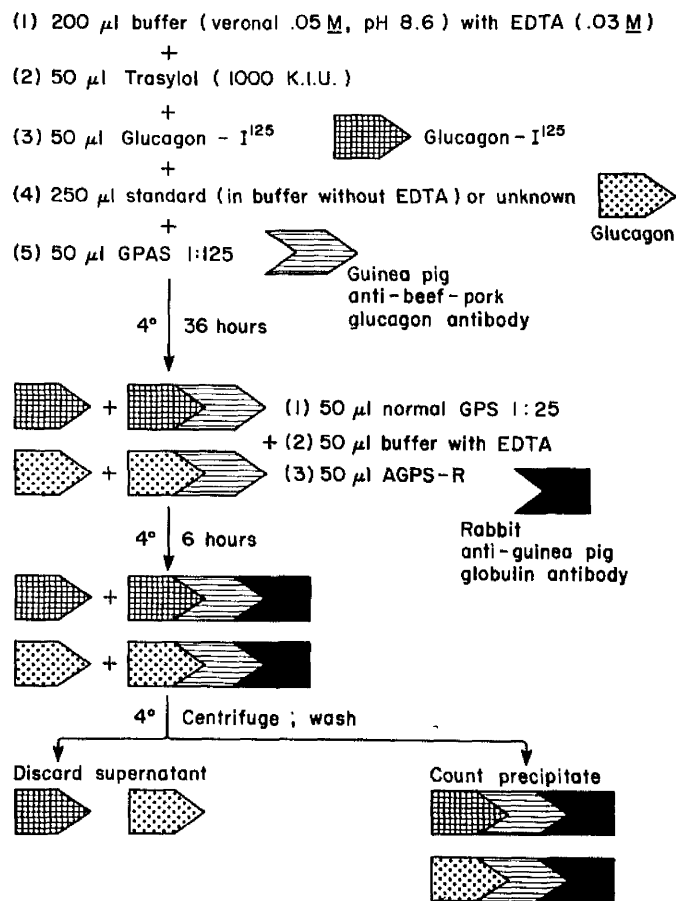 (1) 200 μl buffer (veronal .05 M, pH 8.6) with EDTA (.03 M)
+
(2) 50 μl Trasylol (1000 K.I.U.)
+
(3) 50 μl Glucagon - I125 Glucagon-I125
+
(4) 250 μl standard (in buffer without EDTA) or unknown
Glucagon
+
(5) 50 μl GPAS 1:125
Guinea pig
anti-beef-pork
glucagon antibody
4° 36 hours
+ (1) 50 μl normal GPS 1:25
+ (2) 50 μl buffer with EDTA
+ (3) 50 μl AGPS-R
Rabbit
anti-guinea pig
globulin antibody
4° 6 hours
+
+
4° Centrifuge ; wash
Discard supernatant
Count precipitate